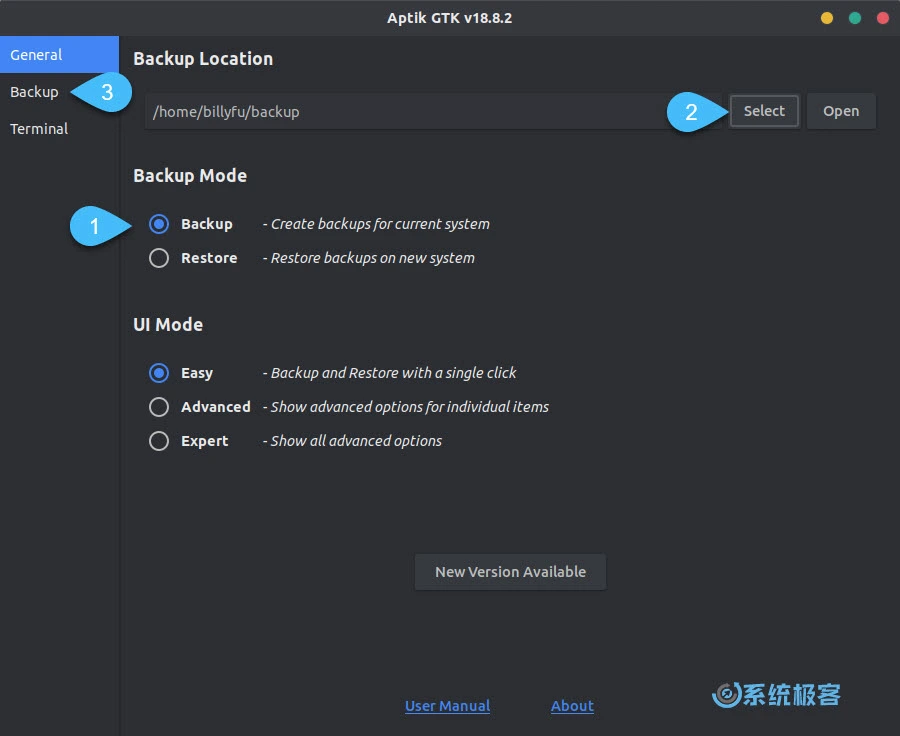 Aptik GTK v18.8.2
General
Backup
3
Terminal
Backup Location
/home/billyfu/backup
2
Select
Open
Backup Mode
1
Backup - Create backups for current system
Restore - Restore backups on new system
UI Mode
Easy - Backup and Restore with a single click
Advanced - Show advanced options for individual items
Expert - Show all advanced options
New Version Available
User Manual
About
系统极客